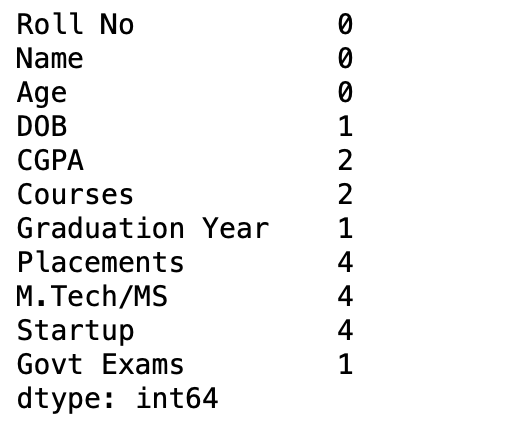 Roll No 0
Name 0
Age 0
DOB 1
CGPA 2
Courses 2
Graduation Year 1
Placements 4
M.Tech/MS 4
Startup 4
Govt Exams 1
dtype: int64